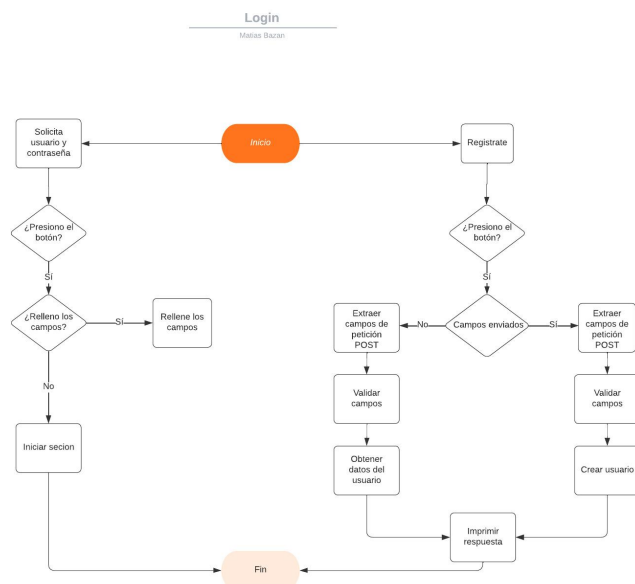 Login
Matias Bazan
Solicita
usuario y
contraseña
Inicio
Registrate
¿Presiono el
botón?
¿Presiono el
botón?
Sí
Sí
¿Relleno los
campos?
Sí
Rellene los
campos
Extraer
campos de
petición
POST
No
Campos enviados
Sí
Extraer
campos de
petición
POST
No
Validar
campos
Validar
campos
Iniciar secion
Obtener
datos del
usuario
Crear usuario
Imprimir
respuesta
Fin